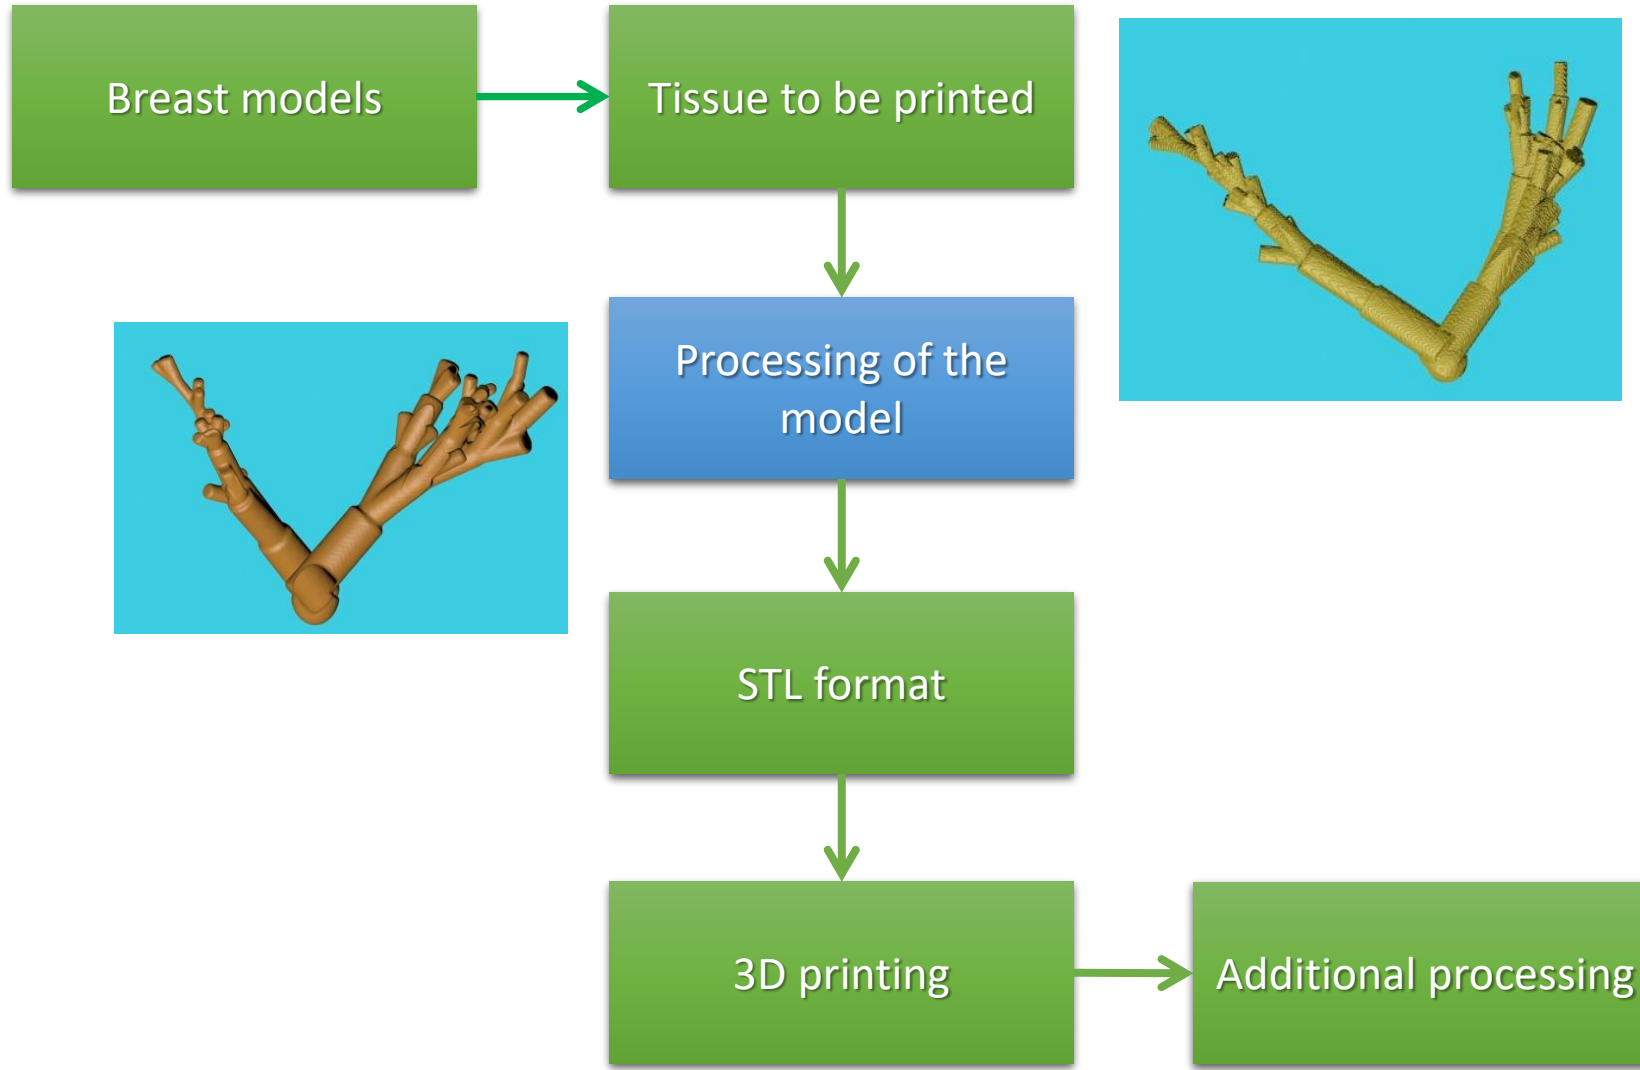 Breast models
Tissue to be printed
Processing of the
model
STL format
3D printing
Additional processing